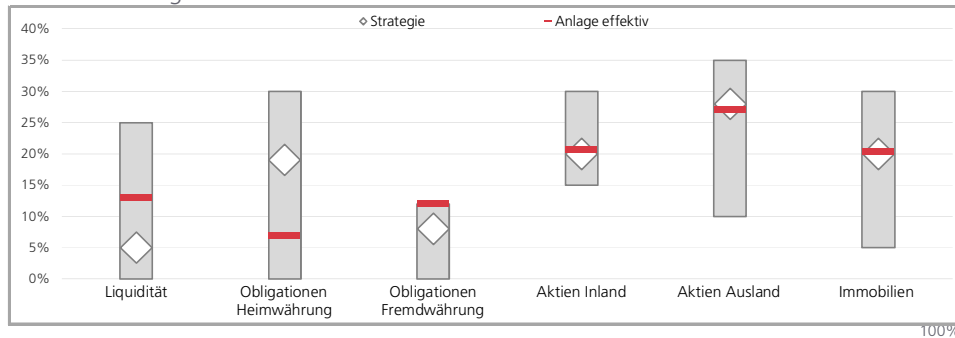 Strategie
Anlage effektiv
40%
35%
30%
25%
20%
15%
10%
5%
0%
Liquidität
Obligationen
Heimwährung
Obligationen
Fremdwährung
Aktien Inland
Aktien Ausland
Immobilien